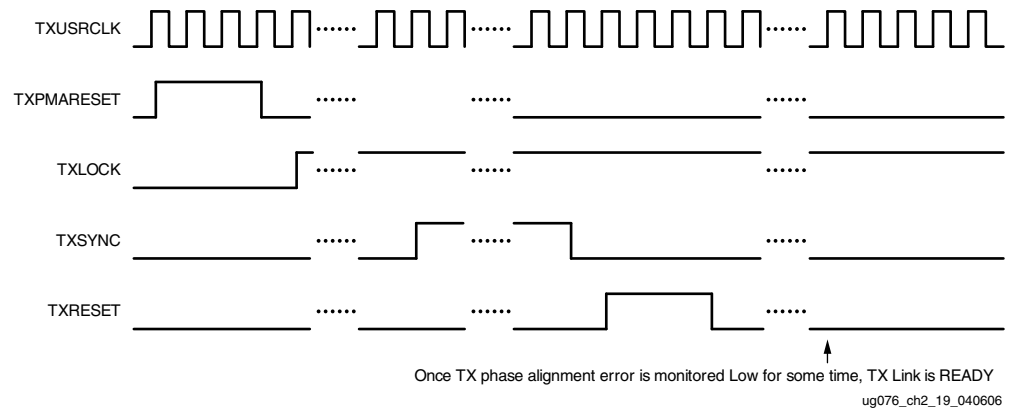 TXUSRCLK
TXPMARESET
TXLOCK
TXSYNC
TXRESET
Once TX phase alignment error is monitored Low for some time, TX Link is READY
ug076_ch2_19_040606